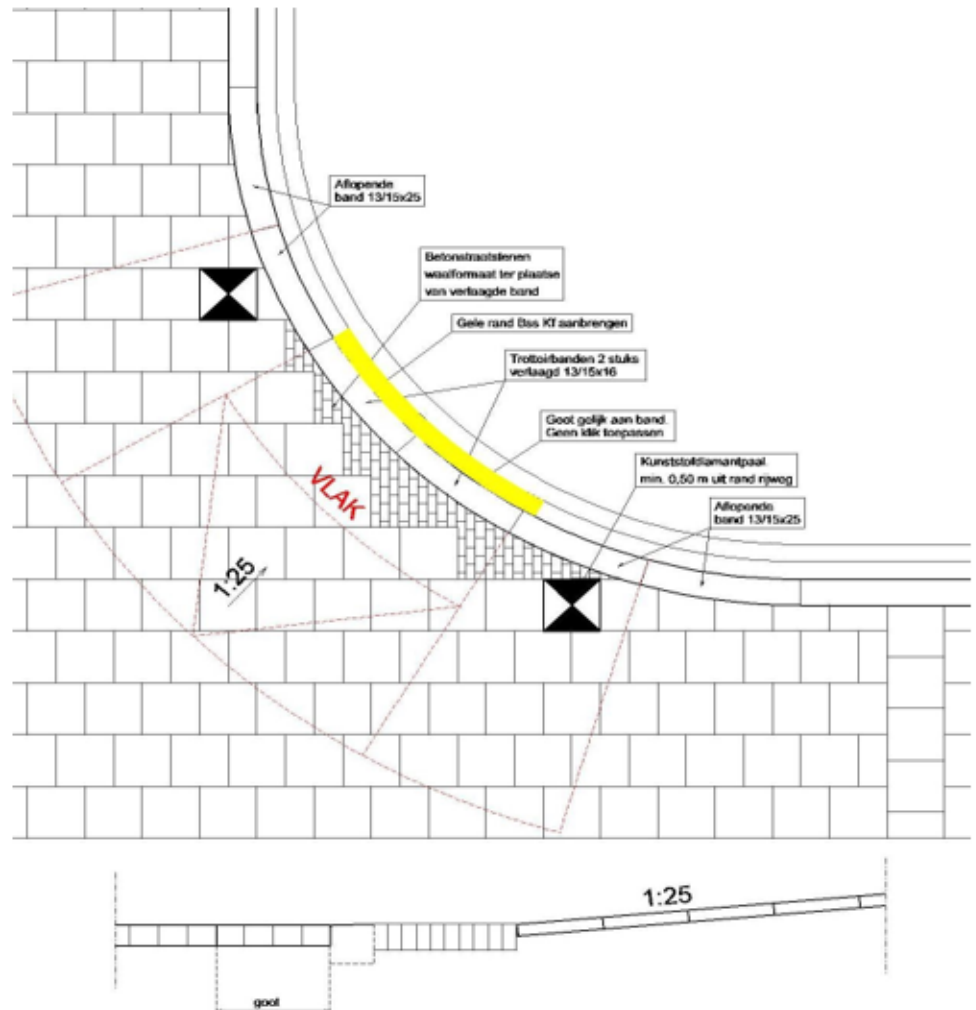 Aflopende
band 13/15x25
Betonstraatstenen
waalformaat ter plaatse
van verlaagde band
Gele rand Bss Kf aanbrengen
Trottoirbanden 2 stuks
verlaagd 13/15x16
Goot gelijk aan band.
Geen klik toepassen
Kunststofdiamantpaal
min. 0,50 m uit rand rijweg
Aflopende
band 13/15x25
VLAK
1:25
1:25
goot